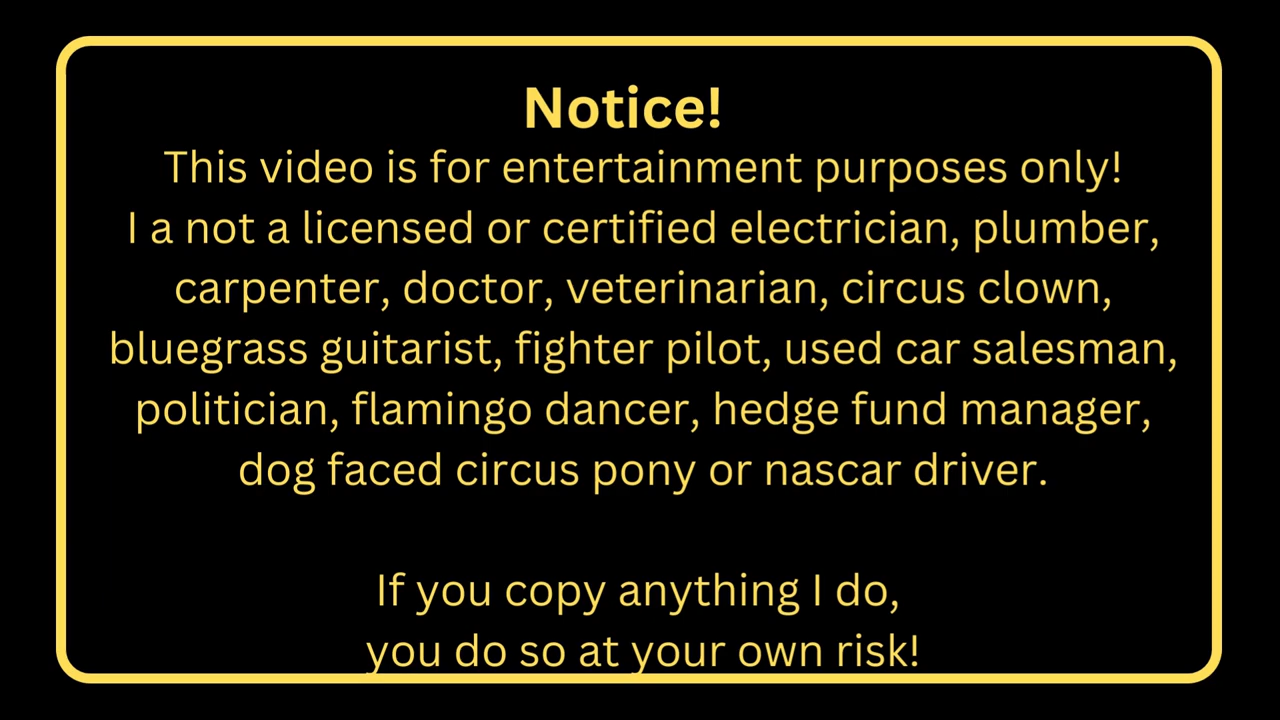 Notice!
This video is for entertainment purposes only!
I a not a licensed or certified electrician, plumber,
carpenter, doctor, veterinarian, circus clown,
bluegrass guitarist, fighter pilot, used car salesman,
politician, flamingo dancer, hedge fund manager,
dog faced circus pony or nascar driver.
If you copy anything I do,
you do so at your own risk!